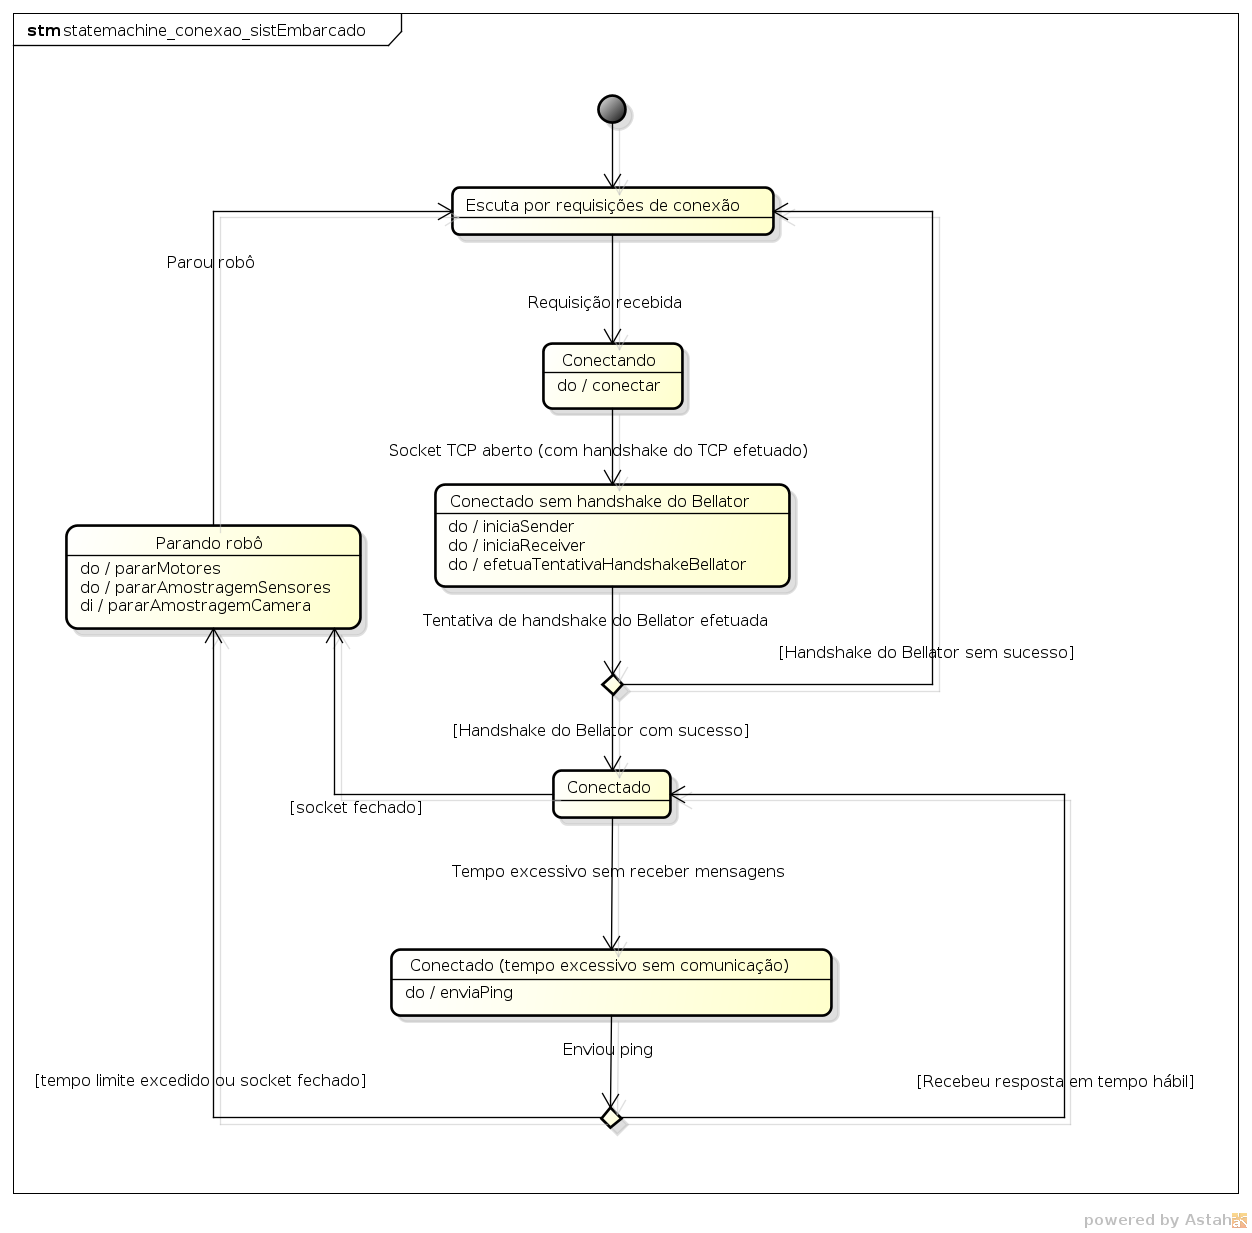 stm statemachine_conexao_sistEmbarcado
Escuta por requisições de conexão
Parou robô
Requisição recebida
Conectando
do / conectar
Socket TCP aberto (com handshake do TCP efetuado)
Conectado sem handshake do Bellator
do / iniciaSender
do / iniciaReceiver
do / efetuaTentativaHandshakeBellator
Parando robô
do / pararMotores
do / pararAmostragemSensores
di / pararAmostragemCamera
Tentativa de handshake do Bellator efetuada
[Handshake do Bellator sem sucesso]
[Handshake do Bellator com sucesso]
Conectado
[socket fechado]
Tempo excessivo sem receber mensagens
Conectado (tempo excessivo sem comunicação)
do / enviaPing
Enviou ping
[tempo limite excedido ou socket fechado]
[Recebeu resposta em tempo hábil]
powered by Astah